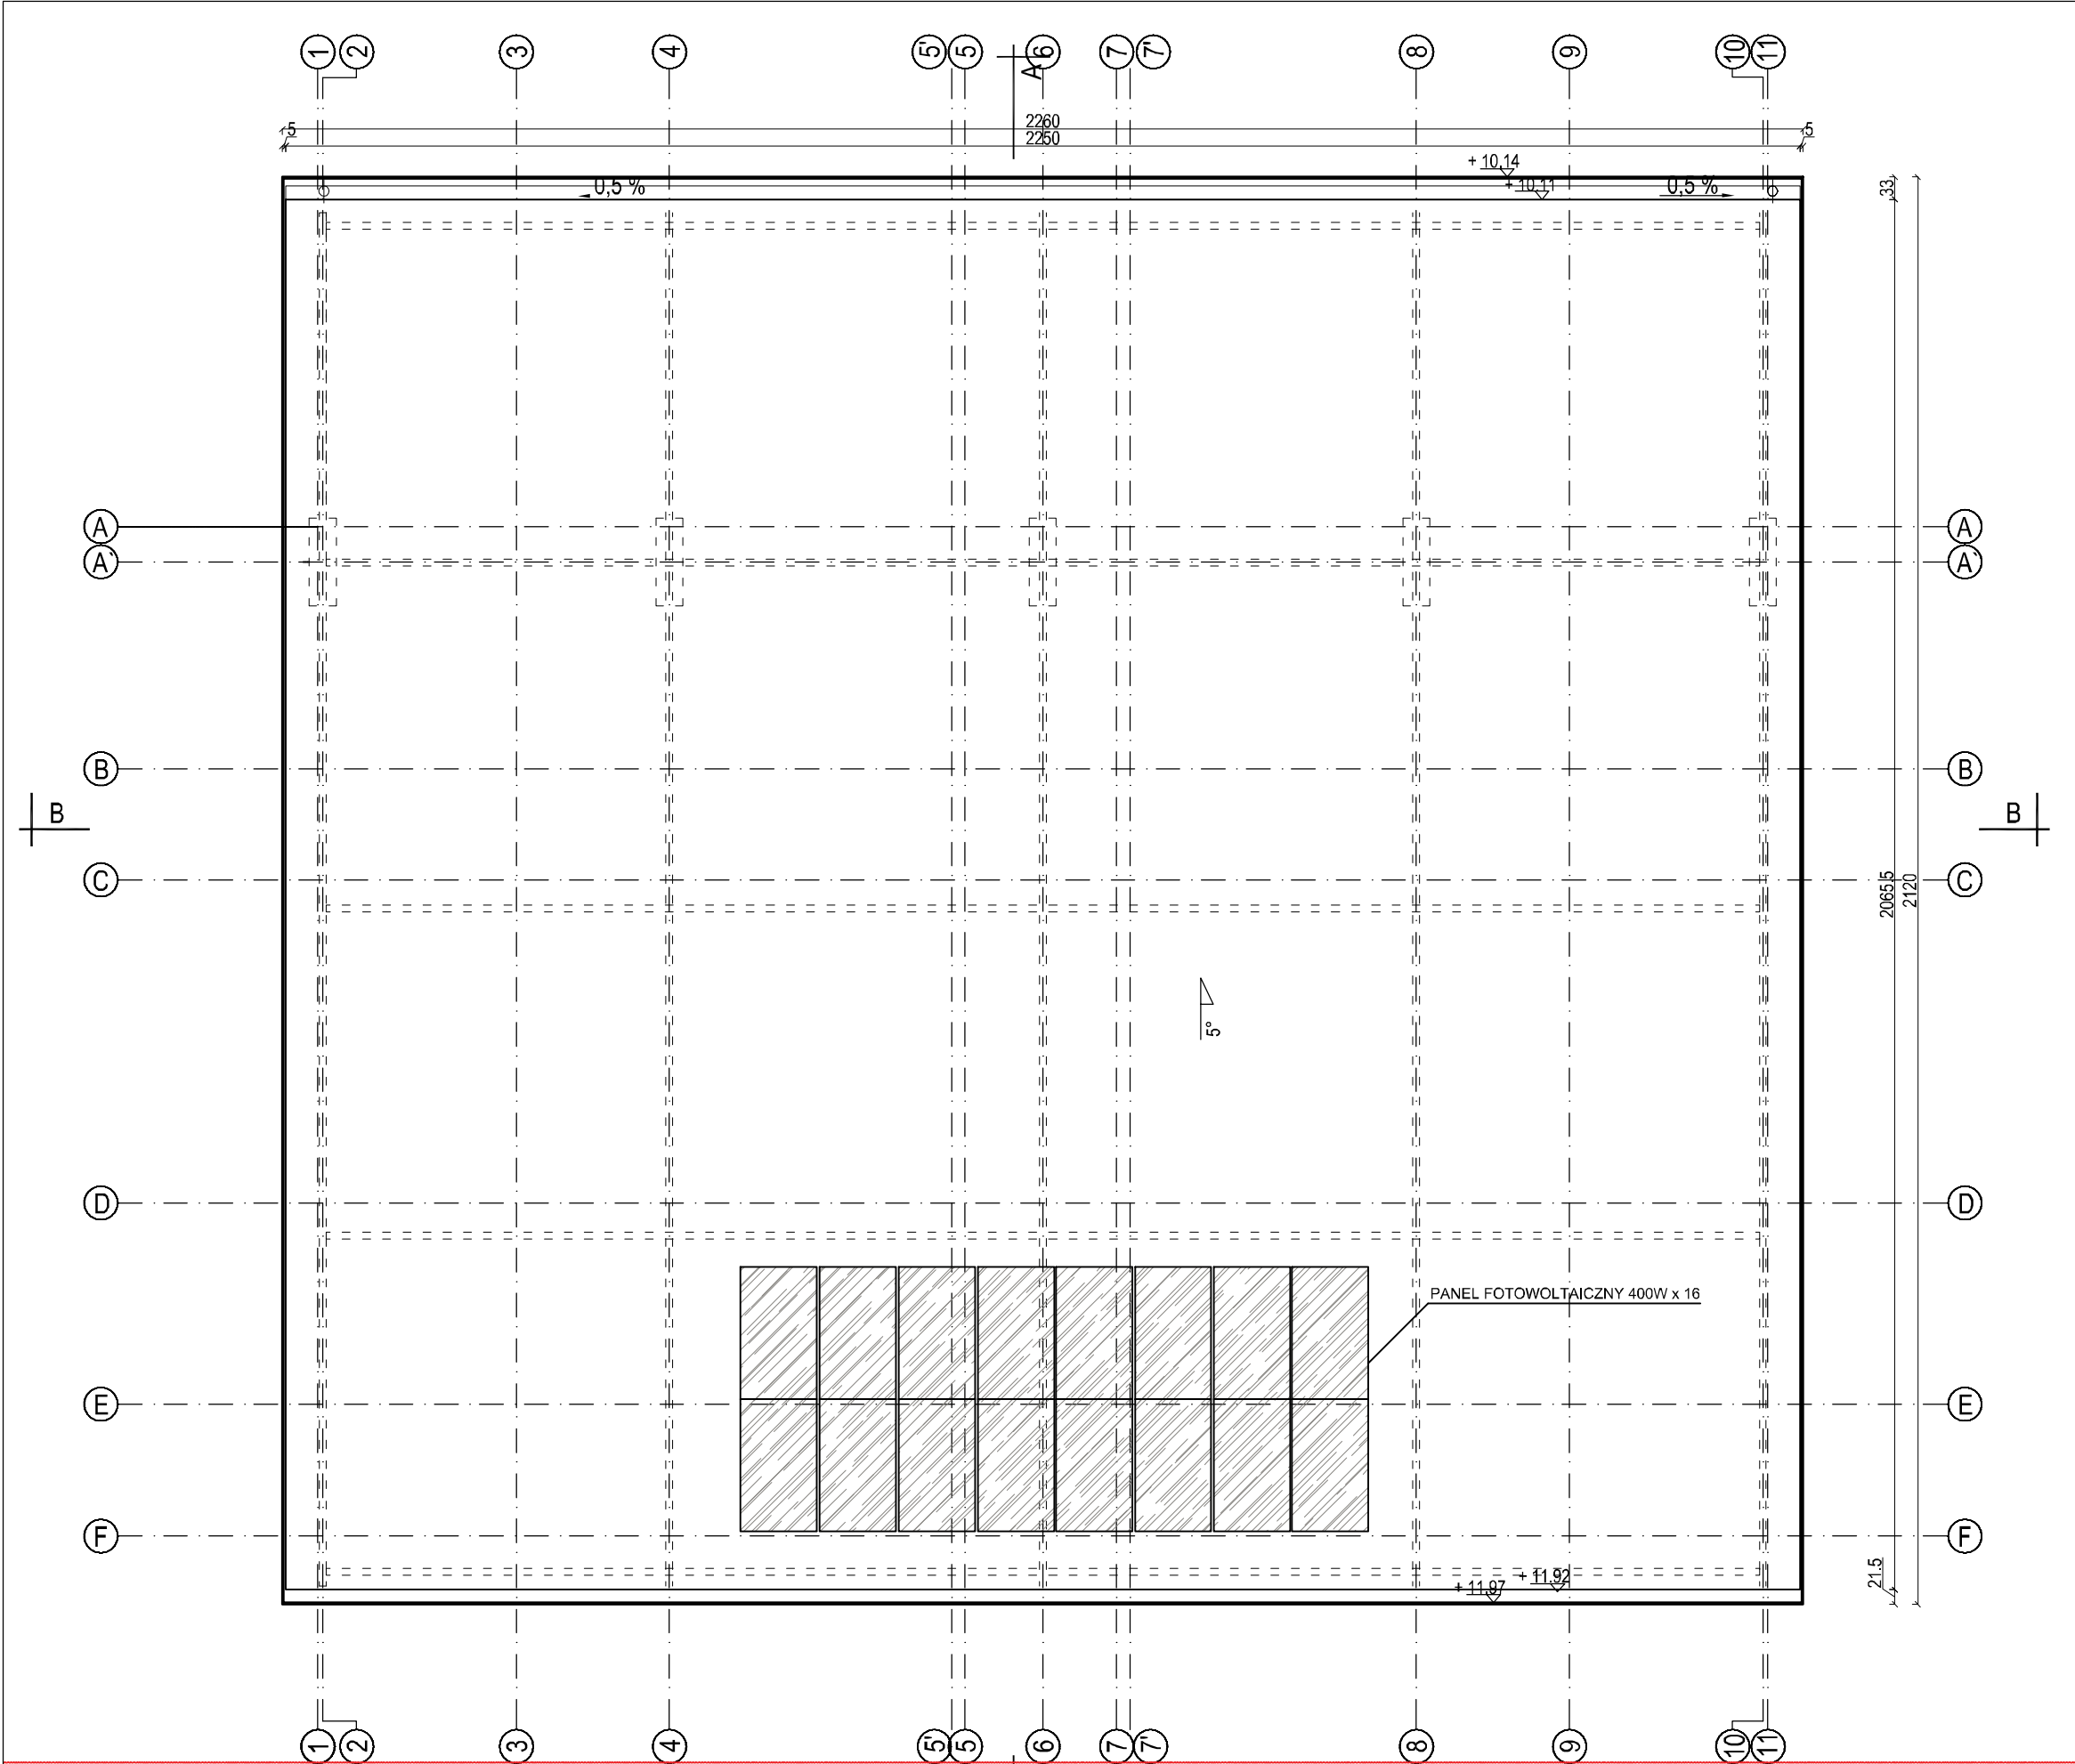 1 2 3 4 5' 5 6 7 7' 8 9 10 11
A
5 2260 5
2250
+ 10,14
0,5 % + 10,11 0,5 % 33
A A
A` A`
B B
B B
C C
2065.5 2120
5°
D D
PANEL FOTOWOLTAICZNY 400W x 16
E E
F F
+ 11.97 + 11.92 21.5
1 2 3 4 5' 5 6 7 7' 8 9 10 11